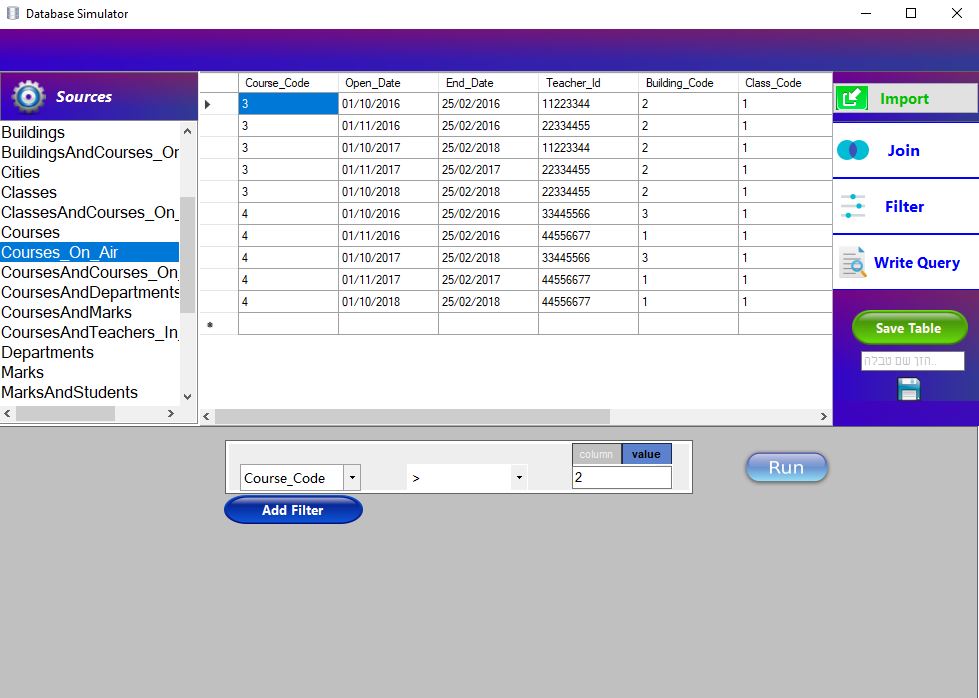 Database Simulator
Sources
Buildings
BuildingsAndCourses_On
Cities
Classes
ClassesAndCourses_On_
Courses
Courses_On_Air
CoursesAndCourses_On_
CoursesAndDepartments
CoursesAndMarks
CoursesAndTeachers_In_
Departments
Marks
MarksAndStudents
Course_Code Open_Date End_Date Teacher_Id Building_Code Class_Code
3 01/10/2016 25/02/2016 11223344 2 1
3 01/11/2016 25/02/2016 22334455 2 1
3 01/10/2017 25/02/2018 11223344 2 1
3 01/11/2017 25/02/2017 22334455 2 1
3 01/10/2018 25/02/2018 22334455 2 1
4 01/10/2016 25/02/2016 33445566 3 1
4 01/11/2016 25/02/2016 44556677 1 1
4 01/10/2017 25/02/2018 33445566 3 1
4 01/11/2017 25/02/2017 44556677 1 1
4 01/10/2018 25/02/2018 44556677 1 1
Import
Join
Filter
Write Query
Save Table
הזן שם טבלה..
column value
Course_Code > 2
Run
Add Filter